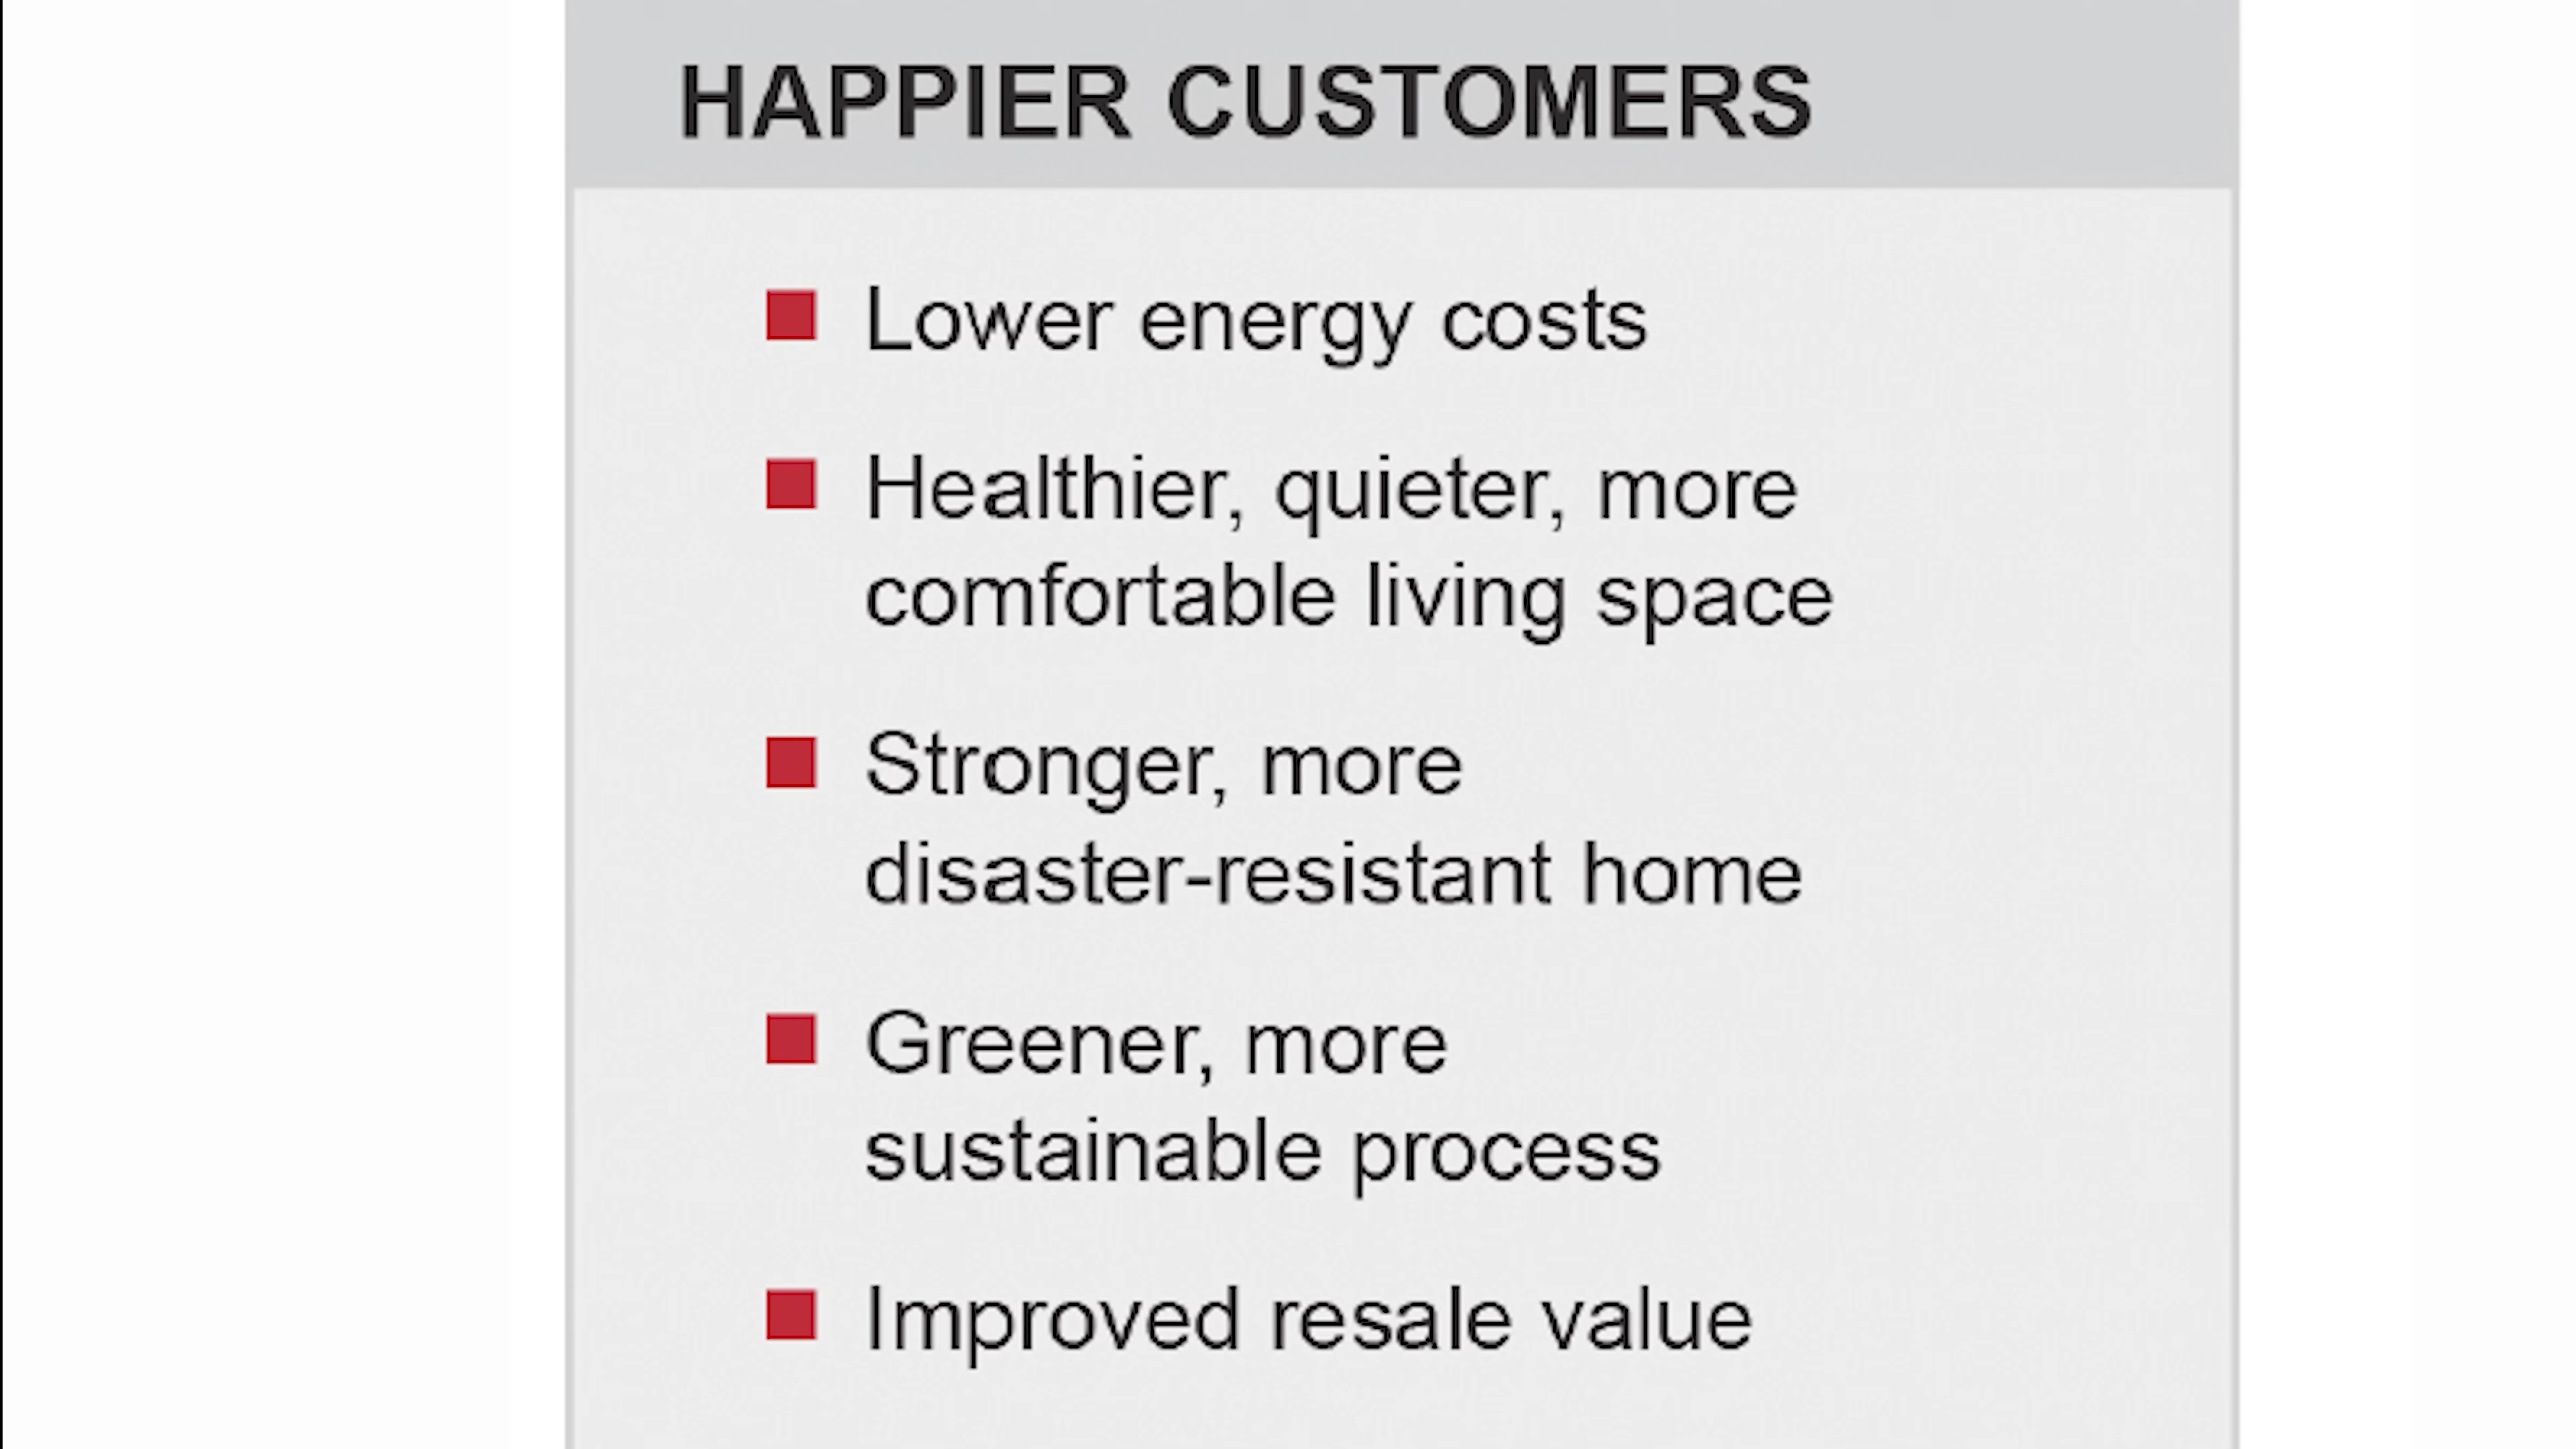 HAPPIER CUSTOMERS
Lower energy costs
Healthier, quieter, more
comfortable living space
Stronger, more
disaster-resistant home
Greener, more
sustainable process
Improved resale value